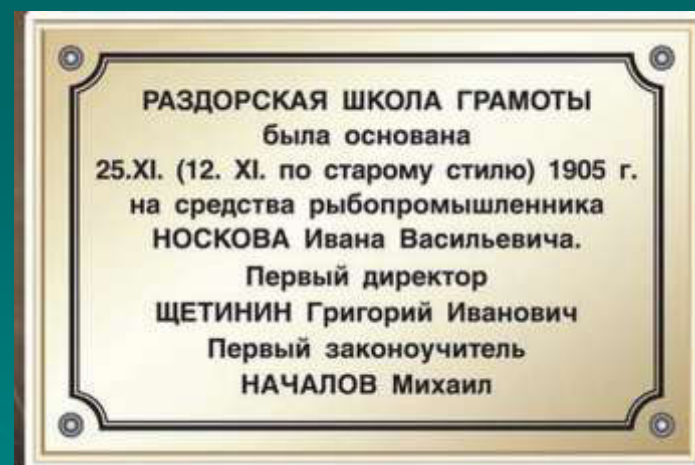 РАЗДОРСКАЯ ШКОЛА ГРАМОТЫ
была основана
25.XI. (12. XI. по старому стилю) 1905 г.
на средства рыбопромышленника
НОСКОВА Ивана Васильевича.
Первый директор
ЩЕТИНИН Григорий Иванович
Первый законоучитель
НАЧАЛОВ Михаил